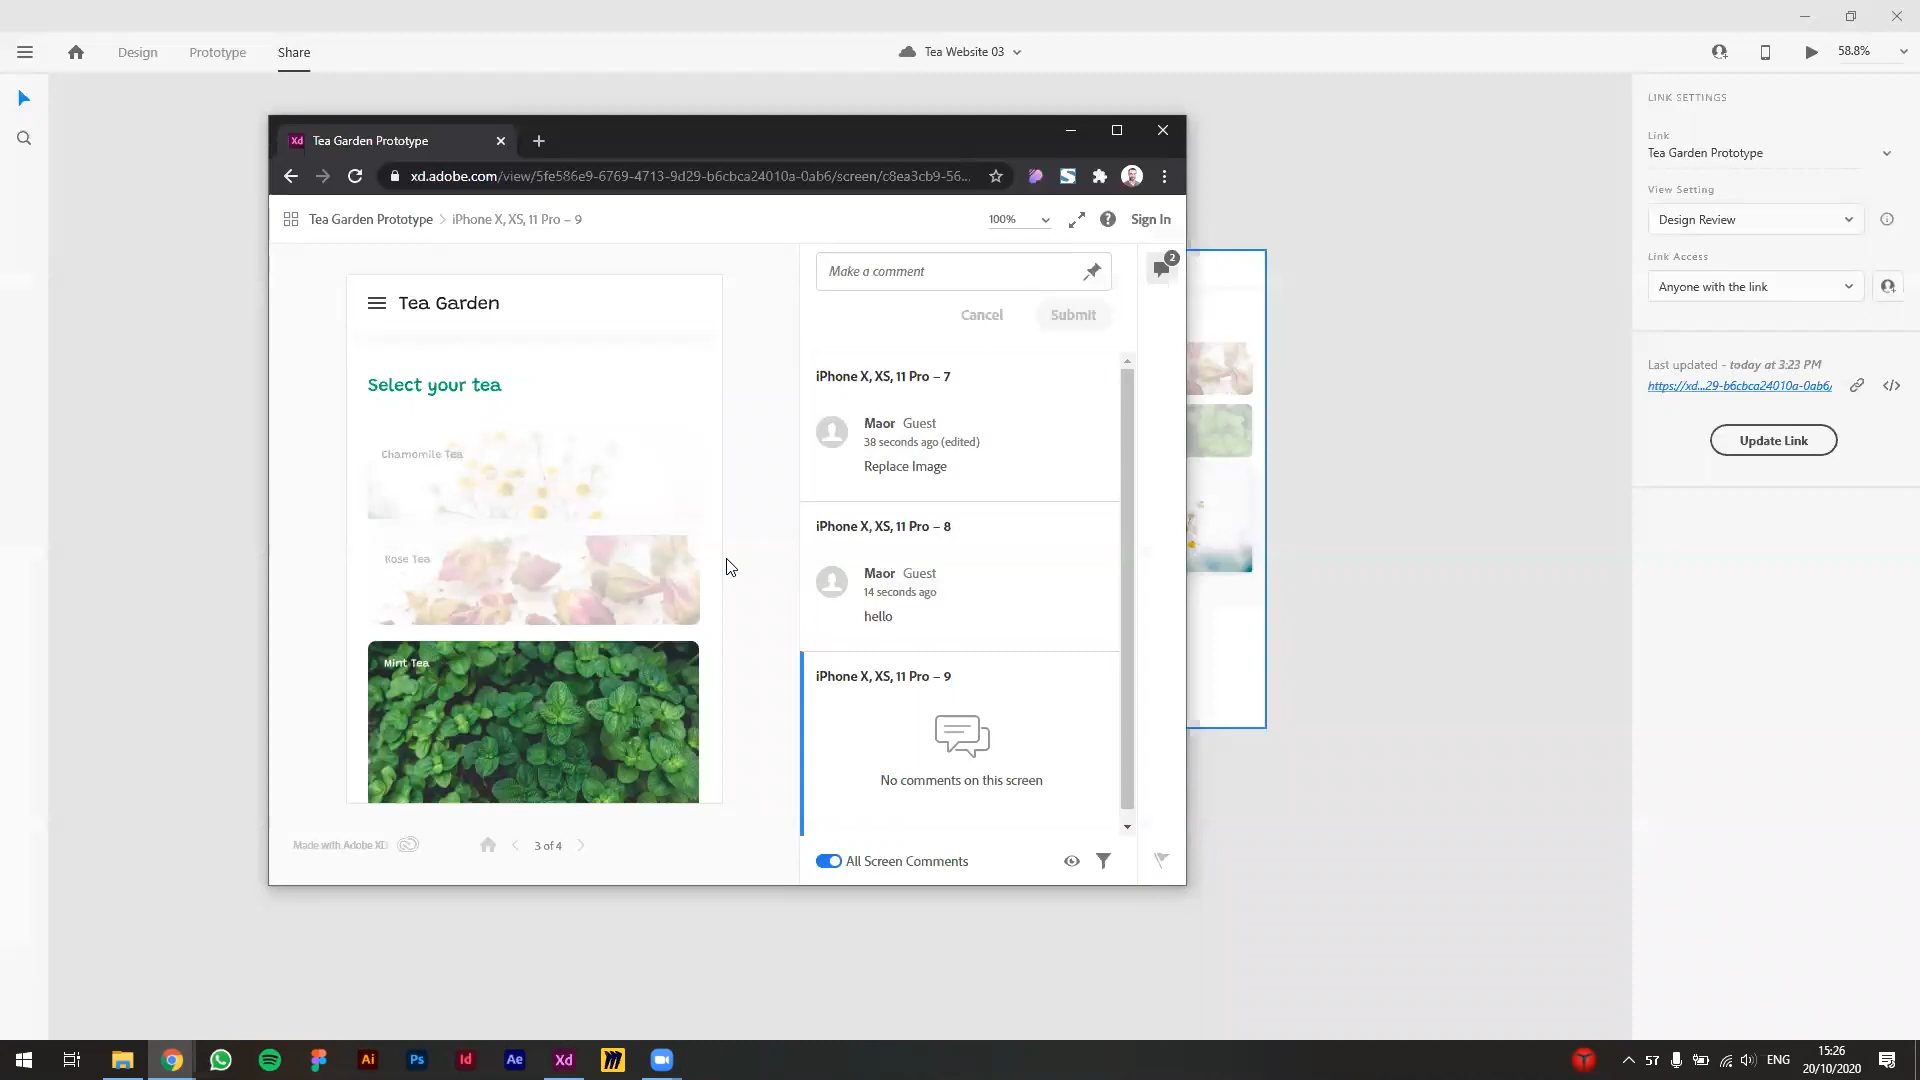 Design
Prototype
Share
Tea Website 03
58.8%
LINK SETTINGS
Link
Tea Garden Prototype
View Setting
Design Review
Link Access
Anyone with the link
Last updated - today at 3:23 PM
https://xd...29-b6cbca24010a-0ab6/
Update Link
Xd
Tea Garden Prototype
xd.adobe.com/view/5fe586e9-6769-4713-9d29-b6cbca24010a-0ab6/screen/c8ea3cb9-56...
Tea Garden Prototype > iPhone X, XS, 11 Pro – 9
100%
Sign In
Tea Garden
Select your tea
Chamomile Tea
Rose Tea
Mint Tea
Made with Adobe XD
3 of 4
Make a comment
2
Cancel
Submit
iPhone X, XS, 11 Pro – 7
Maor Guest
38 seconds ago (edited)
Replace Image
iPhone X, XS, 11 Pro – 8
Maor Guest
14 seconds ago
hello
iPhone X, XS, 11 Pro – 9
No comments on this screen
All Screen Comments
Ai
Ps
Id
Ae
Xd
57
ENG
15:26
20/10/2020